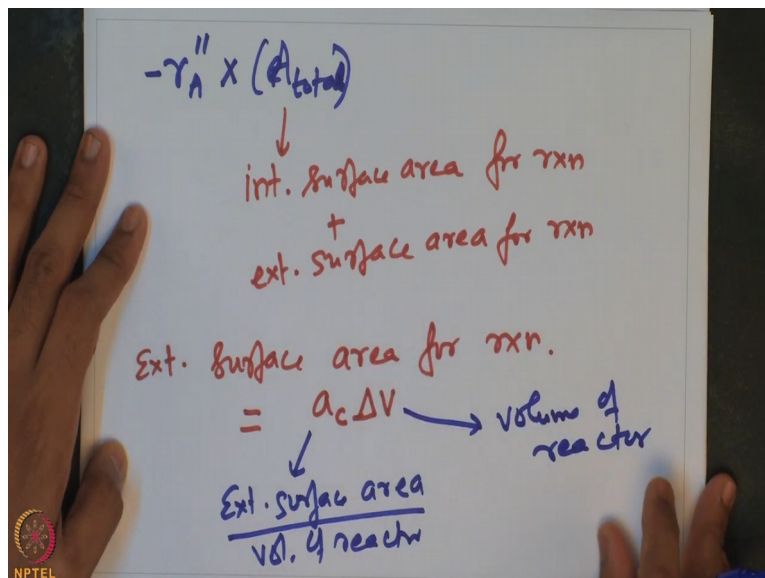 -r_A'' x (A_total)
int. surface area for rxn
+
ext. surface area for rxn
Ext. surface area for rxn.
= a_c ΔV
volume of
reactor
Ext. surface area
vol. of reactor
NPTEL